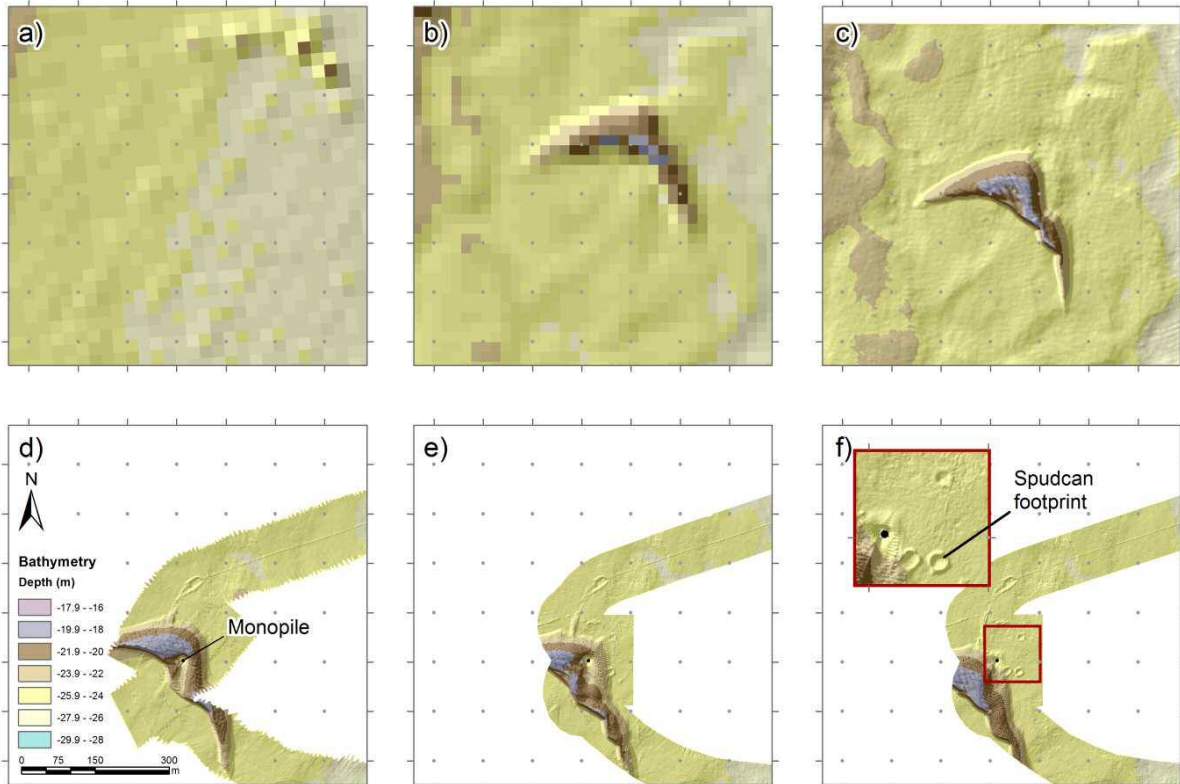 a)
b)
c)
d)
e)
f)
N
Spudcan
footprint
Monopile
Bathymetry
Depth (m)
-17.9 - -16
-19.9 - -18
-21.9 - -20
-23.9 - -22
-25.9 - -24
-27.9 - -26
-29.9 - -28
0 75 150 300
m